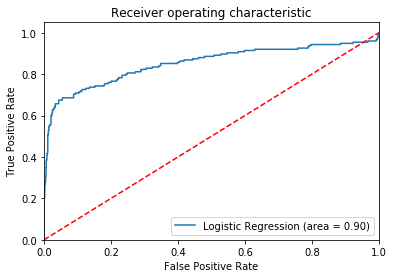 Receiver operating characteristic
True Positive Rate
1.0
0.8
0.6
0.4
0.2
0.0
Logistic Regression (area = 0.90)
0.0 0.2 0.4 0.6 0.8 1.0
False Positive Rate